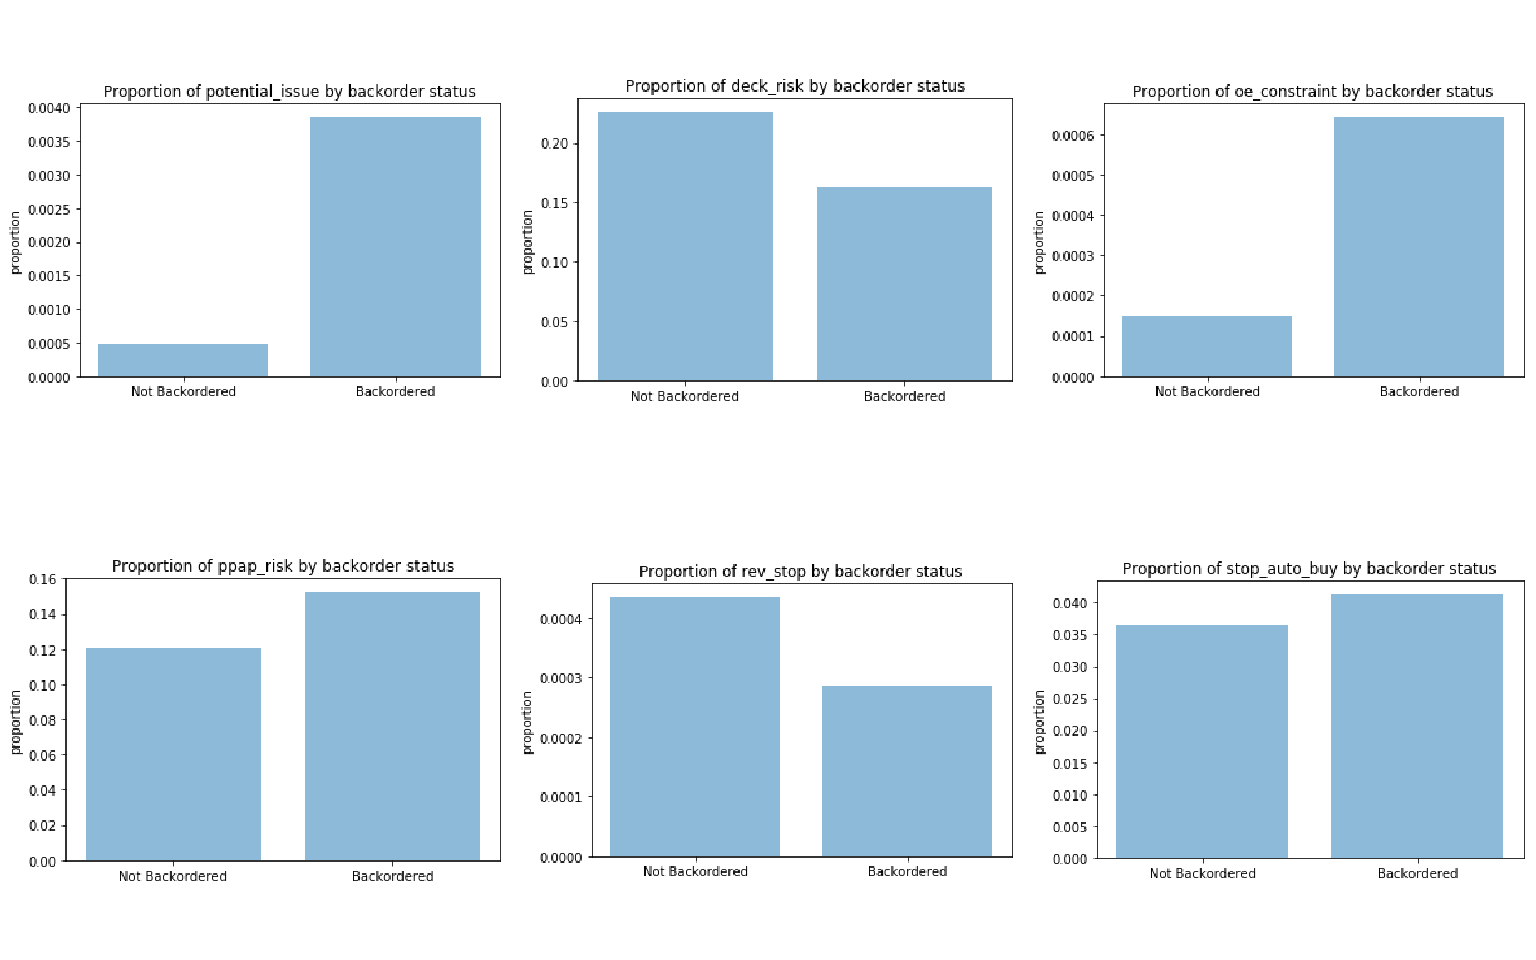 Proportion of potential_issue by backorder status
0.0040
0.0035
0.0030
0.0025
0.0020
0.0015
0.0010
0.0005
0.0000
proportion
Not Backordered
Backordered
Proportion of deck_risk by backorder status
0.20
0.15
0.10
0.05
0.00
proportion
Not Backordered
Backordered
Proportion of oe_constraint by backorder status
0.0006
0.0005
0.0004
0.0003
0.0002
0.0001
0.0000
proportion
Not Backordered
Backordered
Proportion of ppap_risk by backorder status
0.16
0.14
0.12
0.10
0.08
0.06
0.04
0.02
0.00
proportion
Not Backordered
Backordered
Proportion of rev_stop by backorder status
0.0004
0.0003
0.0002
0.0001
0.0000
proportion
Not Backordered
Backordered
Proportion of stop_auto_buy by backorder status
0.040
0.035
0.030
0.025
0.020
0.015
0.010
0.005
0.000
proportion
Not Backordered
Backordered